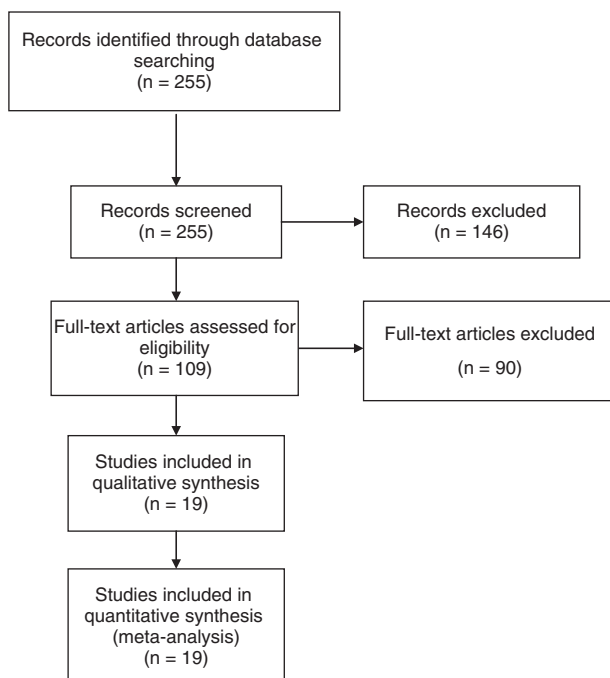 Records identified through database
searching
(n = 255)
Records screened
(n = 255)
Records excluded
(n = 146)
Full-text articles assessed for
eligibility
(n = 109)
Full-text articles excluded
(n = 90)
Studies included in
qualitative synthesis
(n = 19)
Studies included in
quantitative synthesis
(meta-analysis)
(n = 19)